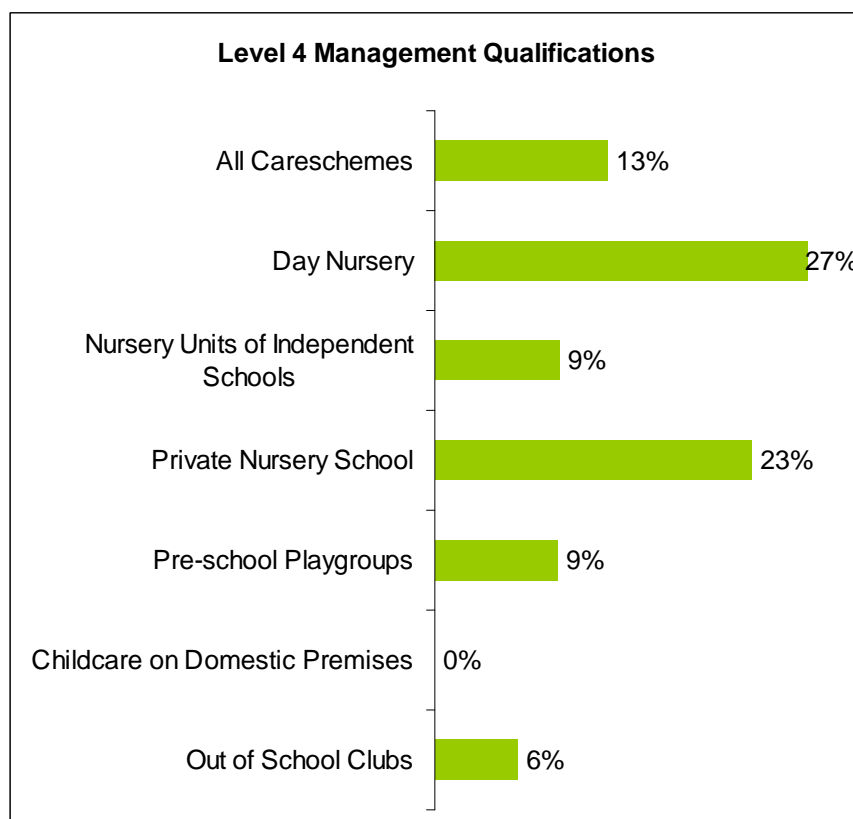 Level 4 Management Qualifications
All Careschemes
13%
Day Nursery
27%
Nursery Units of Independent
Schools
9%
Private Nursery School
23%
Pre-school Playgroups
9%
Childcare on Domestic Premises
0%
Out of School Clubs
6%